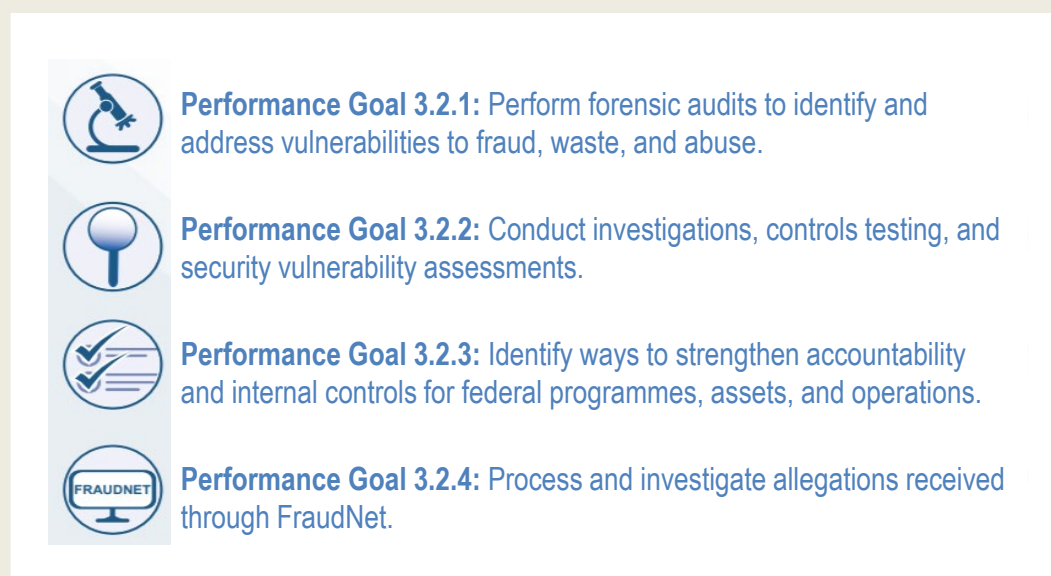 Performance Goal 3.2.1: Perform forensic audits to identify and
address vulnerabilities to fraud, waste, and abuse.
Performance Goal 3.2.2: Conduct investigations, controls testing, and
security vulnerability assessments.
Performance Goal 3.2.3: Identify ways to strengthen accountability
and internal controls for federal programmes, assets, and operations.
FRAUDNET
Performance Goal 3.2.4: Process and investigate allegations received
through FraudNet.